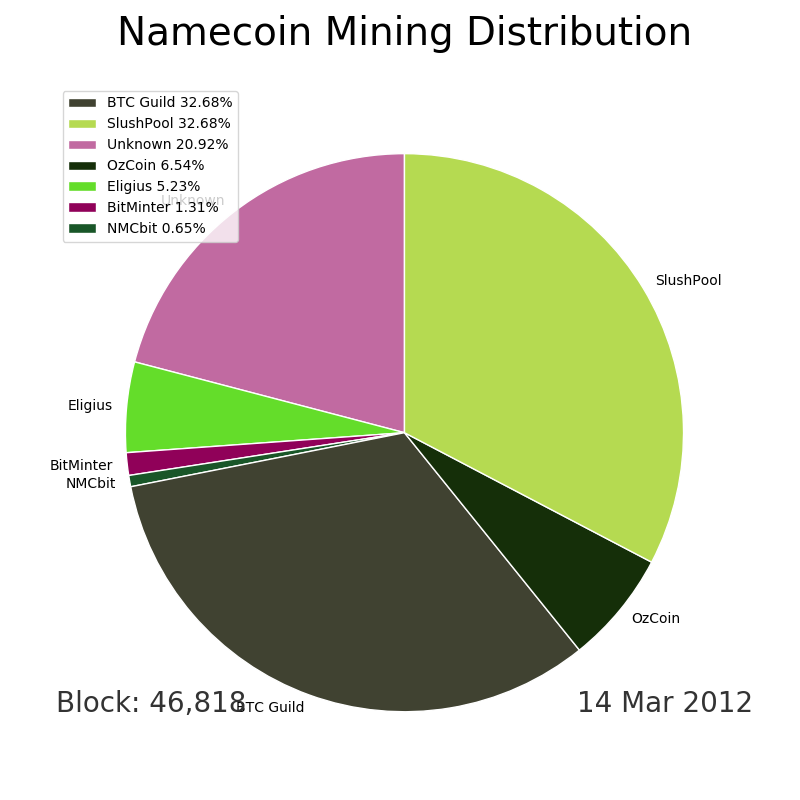 Namecoin Mining Distribution
BTC Guild 32.68%
SlushPool 32.68%
Unknown 20.92%
OzCoin 6.54%
Eligius 5.23%
BitMinter 1.31%
NMCbit 0.65%
Unknown
SlushPool
Eligius
BitMinter
NMCbit
OzCoin
BTC Guild
Block: 46,818
14 Mar 2012